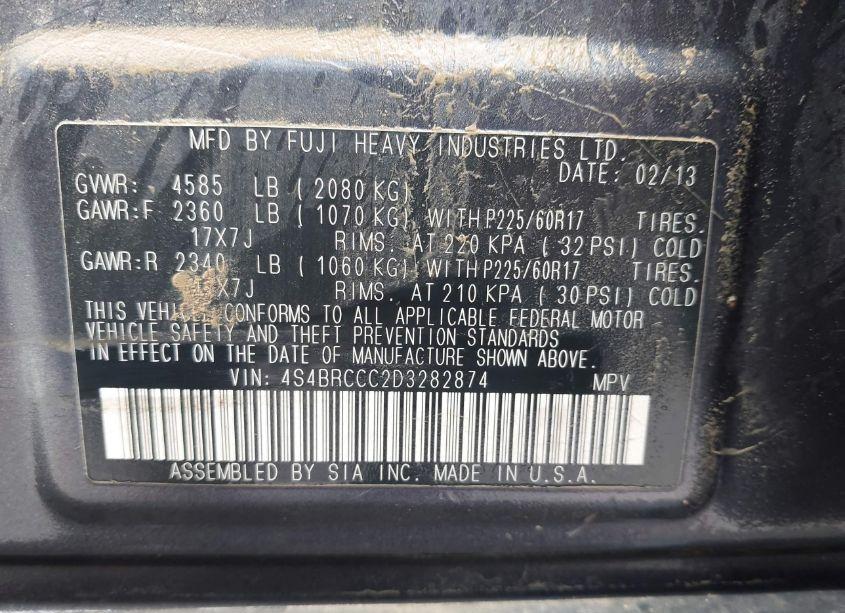 MFD BY FUJI HEAVY INDUSTRIES LTD.
DATE: 02/13
GVWR: 4585 LB ( 2080 KG)
GAWR:F 2360 LB ( 1070 KG) WITH P225/60R17 TIRES.
17X7J RIMS. AT 220 KPA ( 32 PSI) COLD
GAWR:R 2340 LB ( 1060 KG) WITH P225/60R17 TIRES.
17X7J RIMS. AT 210 KPA ( 30 PSI) COLD
THIS VEHICLE CONFORMS TO ALL APPLICABLE FEDERAL MOTOR
VEHICLE SAFETY AND THEFT PREVENTION STANDARDS
IN EFFECT ON THE DATE OF MANUFACTURE SHOWN ABOVE.
VIN: 4S4BRCCC2D3282874 MPV
ASSEMBLED BY SIA INC. MADE IN U.S.A.